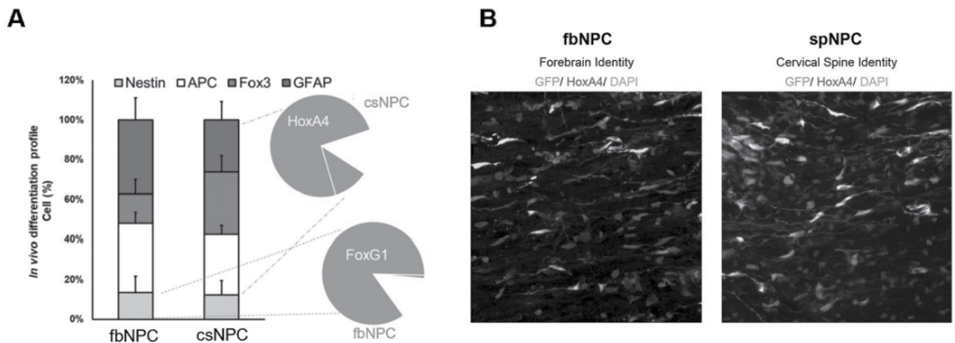 A
120%
Nestin APC Fox3 GFAP
100%
80%
60%
40%
20%
0%
In vivo differentiation profile
Cell (%)
fbNPC csNPC
HoxA4
csNPC
FoxG1
fbNPC
B
fbNPC
Forebrain Identity
GFP/ HoxA4/ DAPI
spNPC
Cervical Spine Identity
GFP/ HoxA4/ DAPI